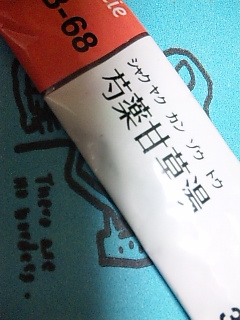 cie
3-68
シャク ヤク カン ゾウ トウ
芍薬甘草湯
There are
no borders.